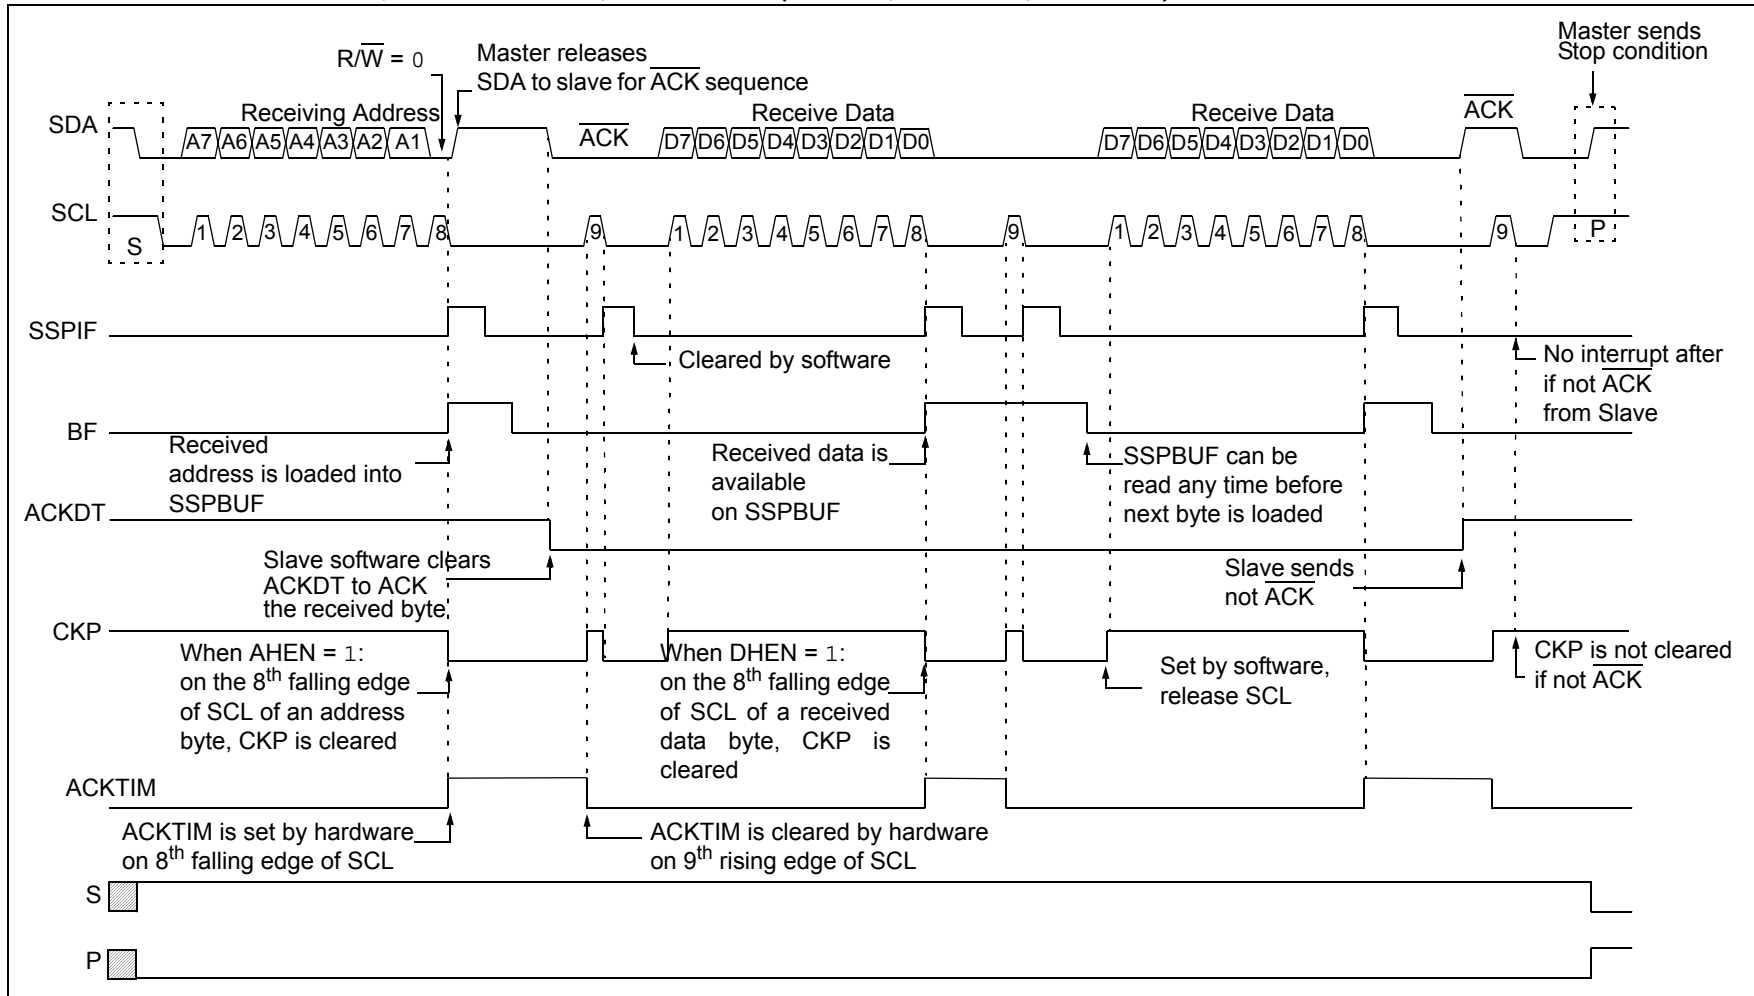 Master sends
Stop condition
R/W̅ = 0
Master releases
SDA to slave for A̅C̅K̅ sequence
Receiving Address
Receive Data
Receive Data
A̅C̅K̅
SDA
A7 A6 A5 A4 A3 A2 A1
A̅C̅K̅
D7 D6 D5 D4 D3 D2 D1 D0
D7 D6 D5 D4 D3 D2 D1 D0
SCL
S
1 2 3 4 5 6 7 8 9
1 2 3 4 5 6 7 8 9
1 2 3 4 5 6 7 8 9
P
SSPIF
Cleared by software
No interrupt after
if not A̅C̅K̅
from Slave
BF
Received
address is loaded into
SSPBUF
Received data is
available
on SSPBUF
SSPBUF can be
read any time before
next byte is loaded
ACKDT
Slave software clears
ACKDT to ACK
the received byte
Slave sends
not A̅C̅K̅
CKP
When AHEN = 1:
on the 8th falling edge
of SCL of an address
byte, CKP is cleared
When DHEN = 1:
on the 8th falling edge
of SCL of a received
data byte, CKP is
cleared
Set by software,
release SCL
CKP is not cleared
if not A̅C̅K̅
ACKTIM
ACKTIM is set by hardware
on 8th falling edge of SCL
ACKTIM is cleared by hardware
on 9th rising edge of SCL
S
P